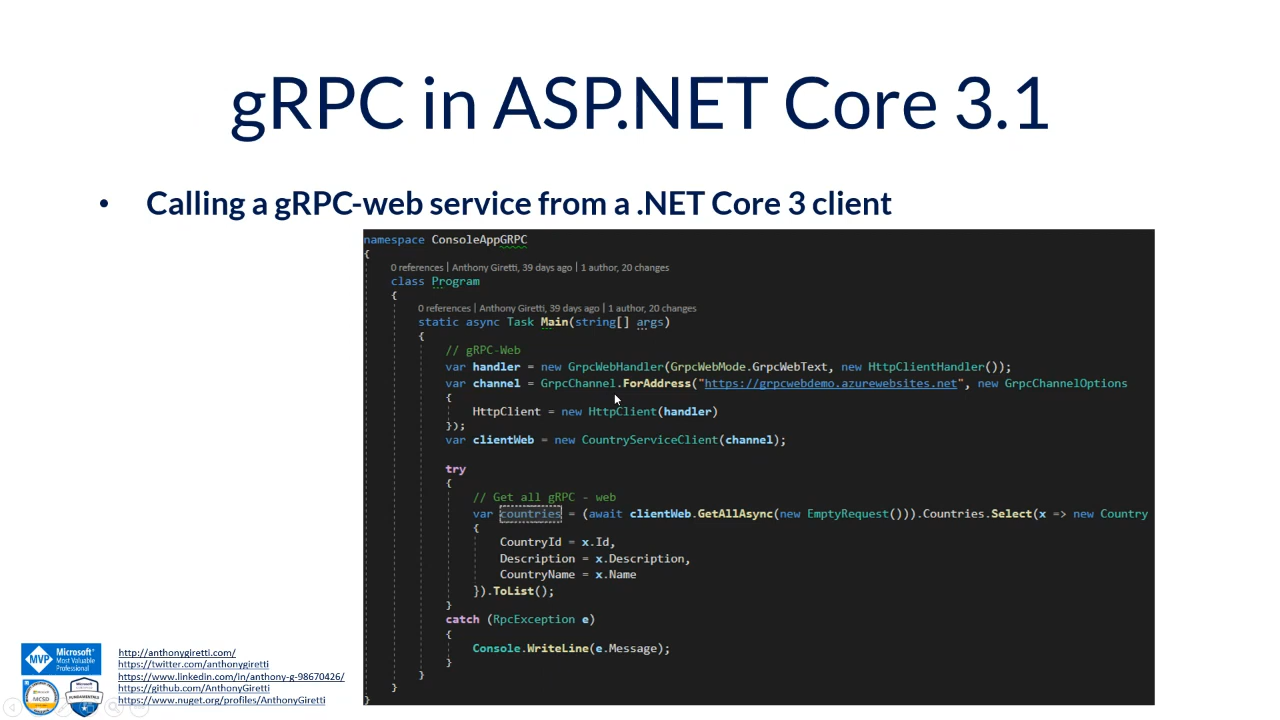 gRPC in ASP.NET Core 3.1
• Calling a gRPC-web service from a .NET Core 3 client
namespace ConsoleAppGRPC
{
0 references | Anthony Giretti, 39 days ago | 1 author, 20 changes
class Program
{
0 references | Anthony Giretti, 39 days ago | 1 author, 20 changes
static async Task Main(string[] args)
{
// gRPC-Web
var handler = new GrpcWebHandler(GrpcWebMode.GrpcWebText, new HttpClientHandler());
var channel = GrpcChannel.ForAddress("https://grpcwebdemo.azurewebsites.net", new GrpcChannelOptions
{
HttpClient = new HttpClient(handler)
});
var clientWeb = new CountryServiceClient(channel);
try
{
// Get all gRPC - web
var countries = (await clientWeb.GetAllAsync(new EmptyRequest())).Countries.Select(x => new Country
{
CountryId = x.Id,
Description = x.Description,
CountryName = x.Name
}).ToList();
}
catch (RpcException e)
{
Console.WriteLine(e.Message);
}
}
}
}
MVP
Microsoft®
Most Valuable
Professional
MCSD
FUNDAMENTALS
http://anthonygiretti.com/
https://twitter.com/anthonygiretti
https://www.linkedin.com/in/anthony-g-98670426/
https://github.com/AnthonyGiretti
https://www.nuget.org/profiles/AnthonyGiretti